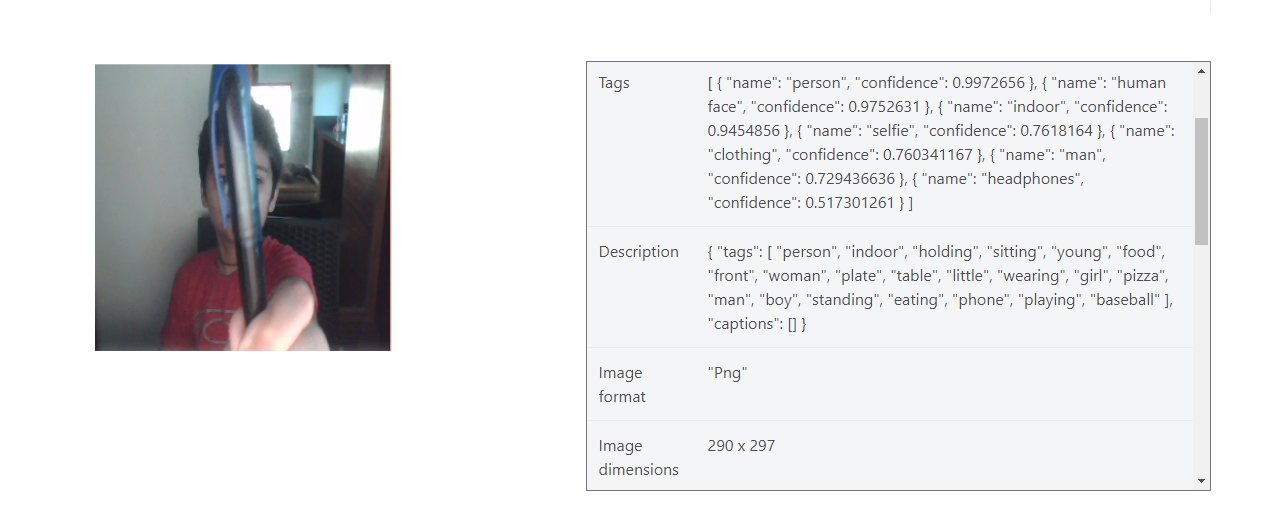 Tags
[ { "name": "person", "confidence": 0.9972656 }, { "name": "human
face", "confidence": 0.9752631 }, { "name": "indoor", "confidence":
0.9454856 }, { "name": "selfie", "confidence": 0.7618164 }, { "name":
"clothing", "confidence": 0.760341167 }, { "name": "man",
"confidence": 0.729436636 }, { "name": "headphones",
"confidence": 0.517301261 } ]
Description
{ "tags": [ "person", "indoor", "holding", "sitting", "young", "food",
"front", "woman", "plate", "table", "little", "wearing", "girl", "pizza",
"man", "boy", "standing", "eating", "phone", "playing", "baseball" ],
"captions": [] }
Image
format
"Png"
Image
dimensions
290 x 297